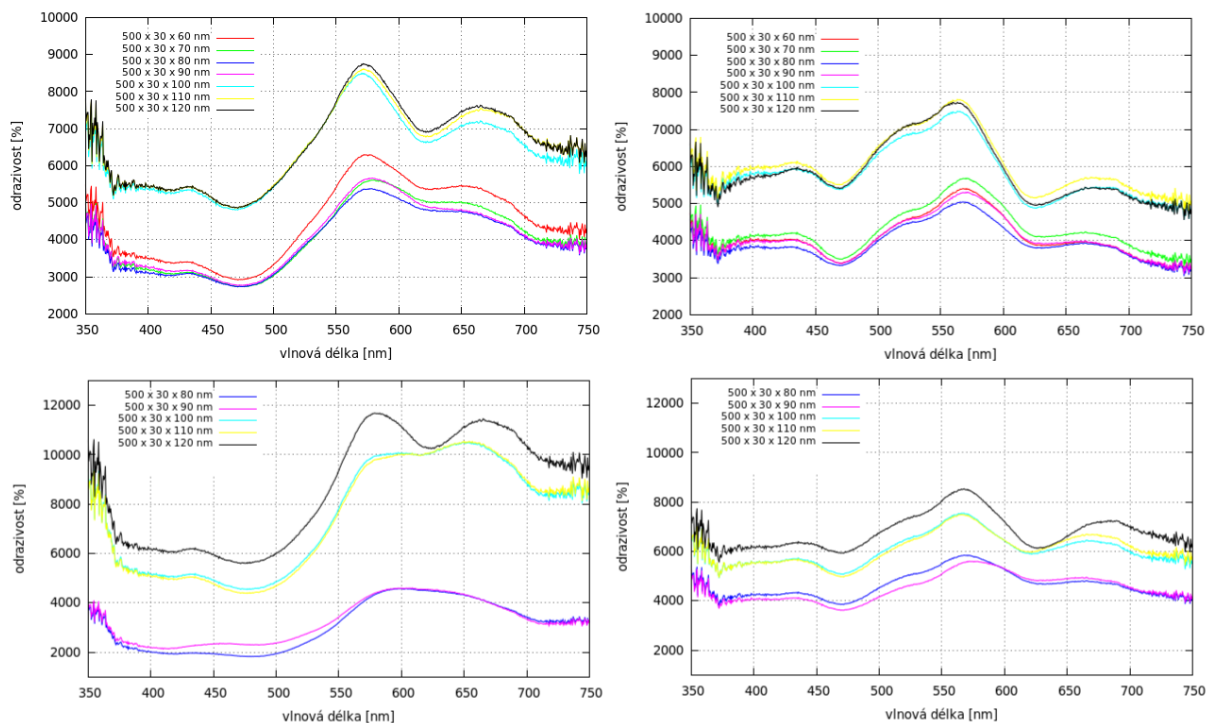 10000
9000
8000
7000
6000
5000
4000
3000
2000
odrazivost [%]
500 x 30 x 60 nm
500 x 30 x 70 nm
500 x 30 x 80 nm
500 x 30 x 90 nm
500 x 30 x 100 nm
500 x 30 x 110 nm
500 x 30 x 120 nm
350 400 450 500 550 600 650 700 750
vlnová délka [nm]
10000
9000
8000
7000
6000
5000
4000
3000
2000
odrazivost [%]
500 x 30 x 60 nm
500 x 30 x 70 nm
500 x 30 x 80 nm
500 x 30 x 90 nm
500 x 30 x 100 nm
500 x 30 x 110 nm
500 x 30 x 120 nm
350 400 450 500 550 600 650 700 750
vlnová délka [nm]
12000
10000
8000
6000
4000
2000
odrazivost [%]
500 x 30 x 80 nm
500 x 30 x 90 nm
500 x 30 x 100 nm
500 x 30 x 110 nm
500 x 30 x 120 nm
350 400 450 500 550 600 650 700 750
vlnová délka [nm]
12000
10000
8000
6000
4000
2000
odrazivost [%]
500 x 30 x 80 nm
500 x 30 x 90 nm
500 x 30 x 100 nm
500 x 30 x 110 nm
500 x 30 x 120 nm
350 400 450 500 550 600 650 700 750
vlnová délka [nm]